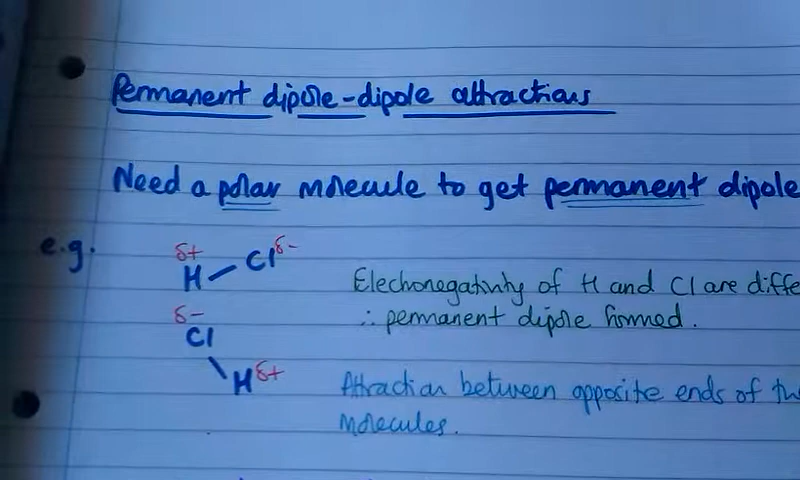 Permanent dipole-dipole attractions
Need a polar molecule to get permanent dipole
e.g.
δ+ H – Cl δ-
Electronegativity of H and Cl are diffe
∴ permanent dipole formed.
δ-
Cl
H δ+
Attraction between opposite ends of
molecules.